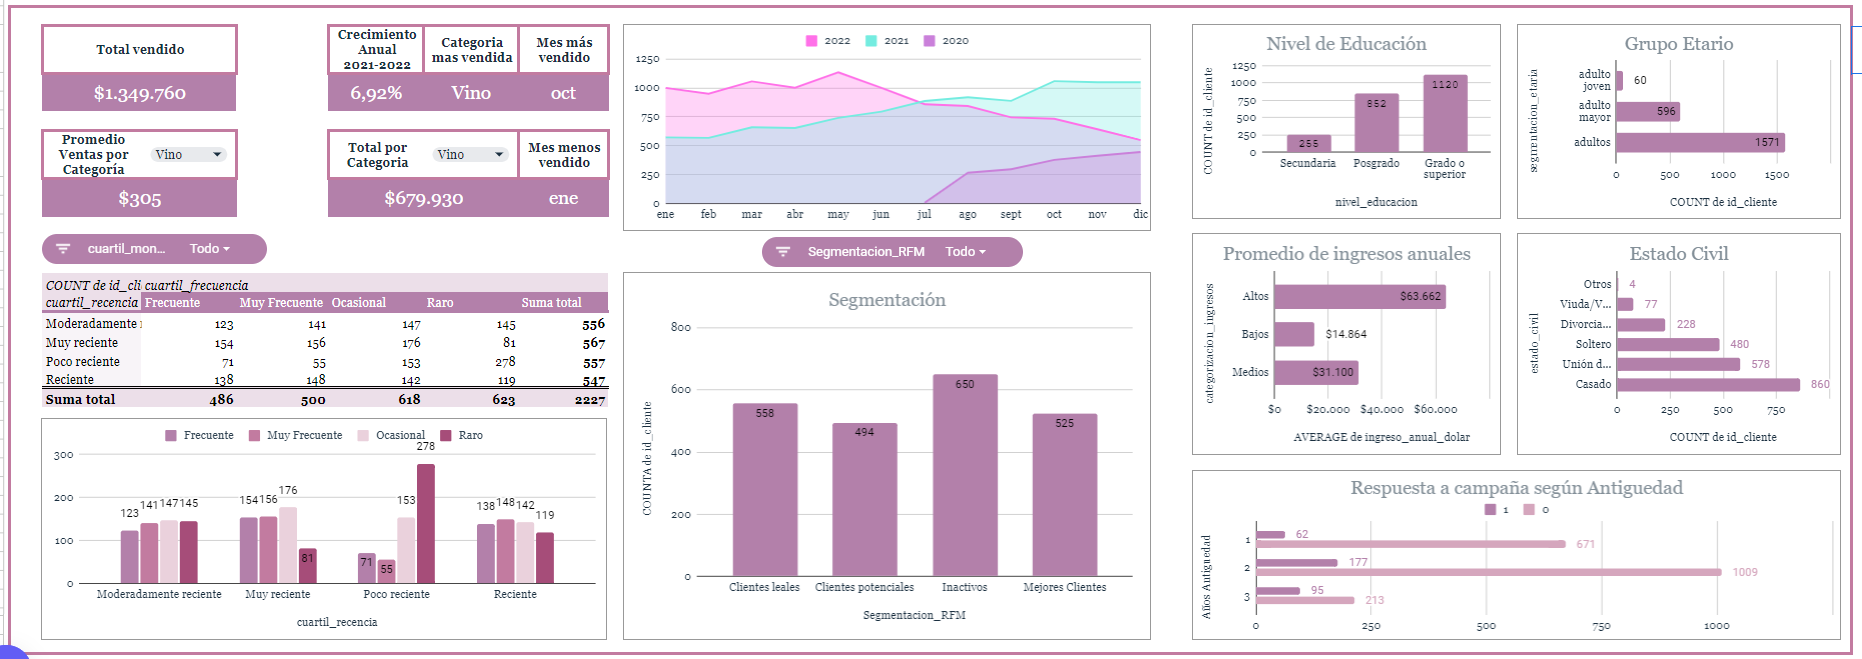 Total vendido
$1.349.760
Crecimiento
Anual
2021-2022
Categoria
mas vendida
Mes más
vendido
6,92%
Vino
oct
Promedio
Ventas por
Categoría
Vino
$305
Total por
Categoria
Vino
Mes menos
vendido
$679.930
ene
cuartil_mon... Todo
COUNT de id_cli cuartil_frecuencia
cuartil_recencia Frecuente Muy Frecuente Ocasional Raro Suma total
Moderadamente 123 141 147 145 556
Muy reciente 154 156 176 81 567
Poco reciente 71 55 153 278 557
Reciente 138 148 142 119 547
Suma total 486 500 618 623 2227
Frecuente Muy Frecuente Ocasional Raro
300
200
100
0
123 141 147 145
154 156 176 81
71 55 153 278
138 148 142 119
Moderadamente reciente Muy reciente Poco reciente Reciente
cuartil_recencia
2022 2021 2020
1250
1000
750
500
250
0
ene feb mar abr may jun jul ago sept oct nov dic
Segmentacion_RFM Todo
Segmentación
COUNTA de id_cliente
800
600
400
200
0
558 494 650 525
Clientes leales Clientes potenciales Inactivos Mejores Clientes
Segmentacion_RFM
Nivel de Educación
COUNT de id_cliente
1250
1000
750
500
250
0
255 852 1120
Secundaria Posgrado Grado o
superior
nivel_educacion
Grupo Etario
segmentacion_etaria
adulto
joven
60
adulto
mayor
596
adultos 1571
0 500 1000 1500
COUNT de id_cliente
Promedio de ingresos anuales
categorizacion_ingresos
Altos $63.662
Bajos $14.864
Medios $31.100
$0 $20.000 $40.000 $60.000
AVERAGE de ingreso_anual_dolar
Estado Civil
estado_civil
Otros 4
Viuda/V... 77
Divorcia... 228
Soltero 480
Unión d... 578
Casado 860
0 250 500 750
COUNT de id_cliente
Respuesta a campaña según Antiguedad
1 0
Años Antiguedad
1 62
671
2 177
1009
3 95
213
0 250 500 750 1000